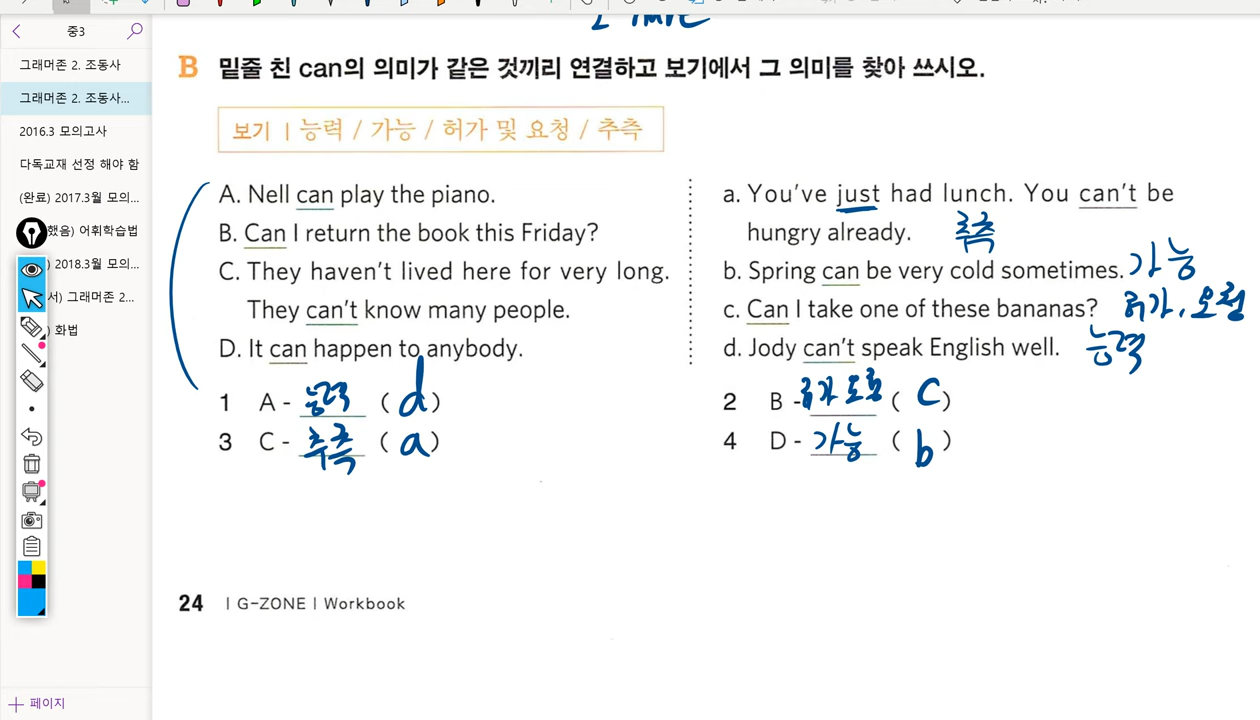 중3
그래머존 2. 조동사
그래머존 2. 조동사...
2016.3 모의고사
다독교재 선정 해야 함
(완료) 2017.3월 모의...
했음) 어휘학습법
) 2018.3월 모의...
서) 그래머존 2...
) 화법
페이지
B 밑줄 친 can의 의미가 같은 것끼리 연결하고 보기에서 그 의미를 찾아 쓰시오.
보기 | 능력 / 가능 / 허가 및 요청 / 추측
A. Nell can play the piano.
B. Can I return the book this Friday?
C. They haven't lived here for very long.
They can't know many people.
D. It can happen to anybody.
a. You've just had lunch. You can't be
hungry already. 추측
b. Spring can be very cold sometimes. 가능
c. Can I take one of these bananas? 허가, 요청
d. Jody can't speak English well. 능력
1 A - 능력 ( d )
2 B - 허가 ( c )
3 C - 추측 ( a )
4 D - 가능 ( b )
24 | G-ZONE | Workbook